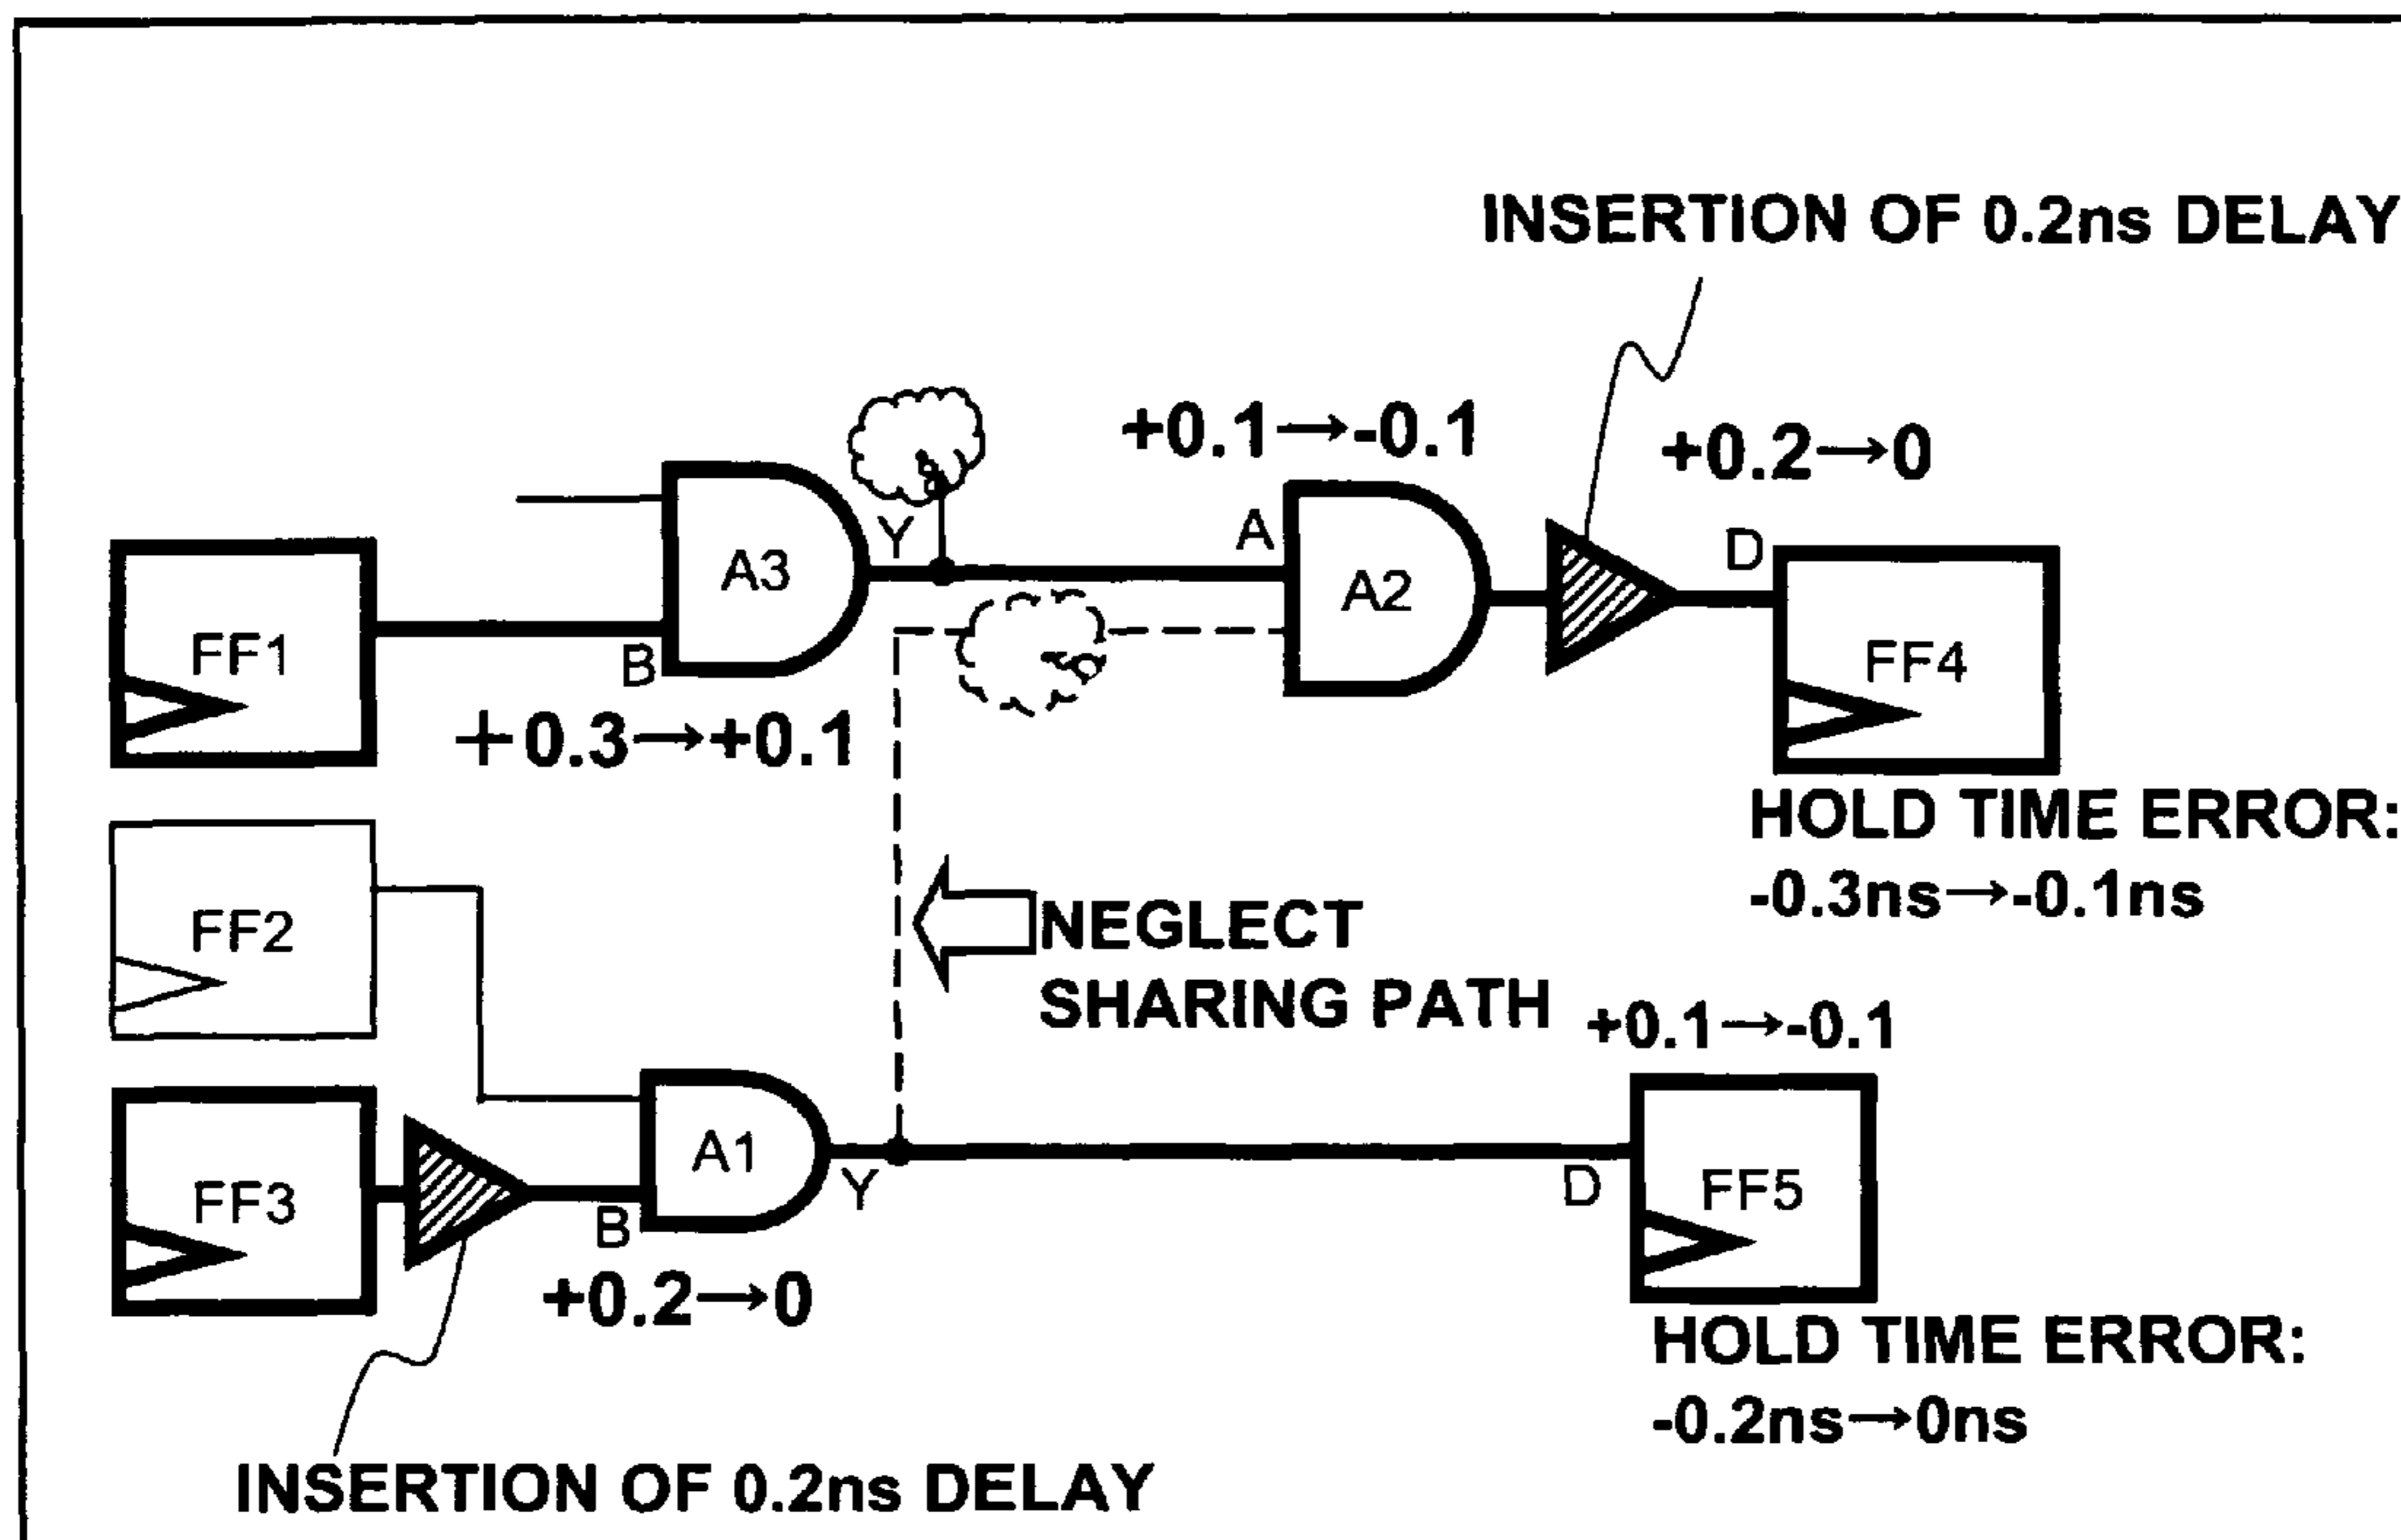 INSERTION OF 0.2ns DELAY
+0.1→-0.1
+0.2→0
Y
A
D
A3
A2
FF1
B
FF4
+0.3→+0.1
HOLD TIME ERROR:
-0.3ns→-0.1ns
FF2
NEGLECT
SHARING PATH
+0.1→-0.1
A1
FF3
B
Y
D
FF5
+0.2→0
HOLD TIME ERROR:
-0.2ns→0ns
INSERTION OF 0.2ns DELAY